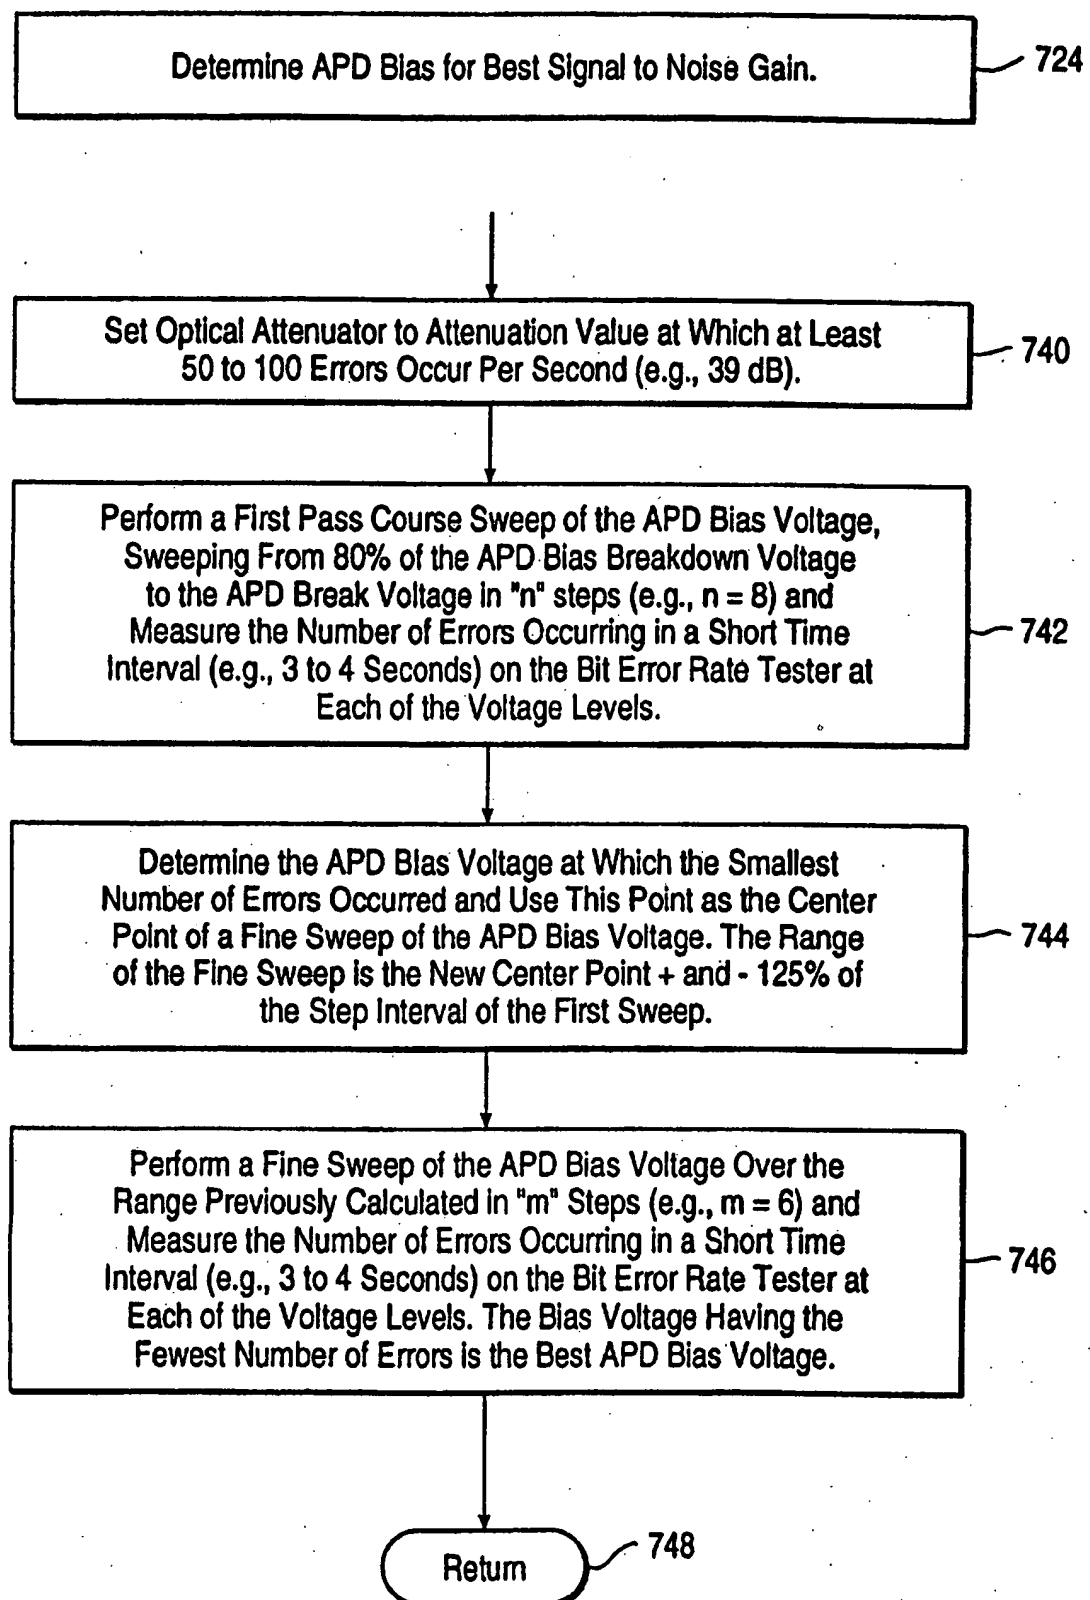 Determine APD Bias for Best Signal to Noise Gain.
724
Set Optical Attenuator to Attenuation Value at Which at Least
50 to 100 Errors Occur Per Second (e.g., 39 dB).
740
Perform a First Pass Course Sweep of the APD Bias Voltage,
Sweeping From 80% of the APD Bias Breakdown Voltage
to the APD Break Voltage in "n" steps (e.g., n = 8) and
Measure the Number of Errors Occurring in a Short Time
Interval (e.g., 3 to 4 Seconds) on the Bit Error Rate Tester at
Each of the Voltage Levels.
742
Determine the APD Bias Voltage at Which the Smallest
Number of Errors Occurred and Use This Point as the Center
Point of a Fine Sweep of the APD Bias Voltage. The Range
of the Fine Sweep is the New Center Point + and - 125% of
the Step Interval of the First Sweep.
744
Perform a Fine Sweep of the APD Bias Voltage Over the
Range Previously Calculated in "m" Steps (e.g., m = 6) and
Measure the Number of Errors Occurring in a Short Time
Interval (e.g., 3 to 4 Seconds) on the Bit Error Rate Tester at
Each of the Voltage Levels. The Bias Voltage Having the
Fewest Number of Errors is the Best APD Bias Voltage.
746
Return
748